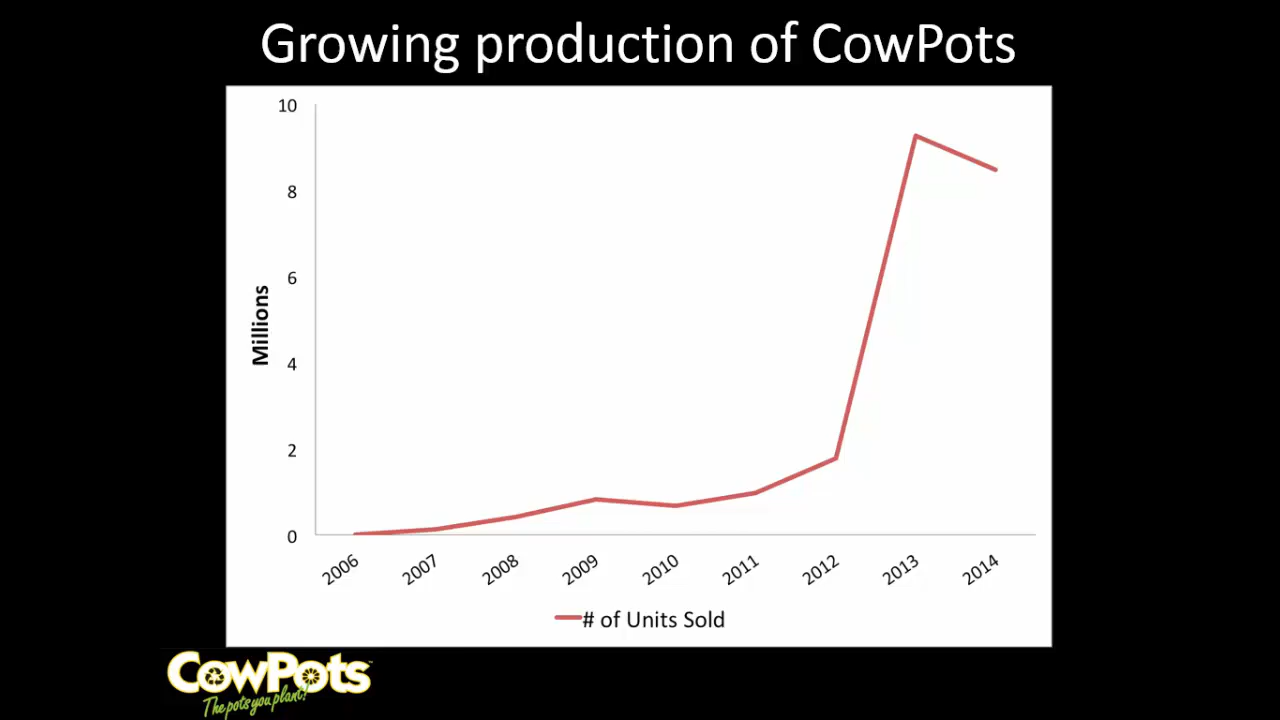 Growing production of CowPots
10
8
6
4
2
0
Millions
2006 2007 2008 2009 2010 2011 2012 2013 2014
# of Units Sold
CowPots™
The pots you plant!